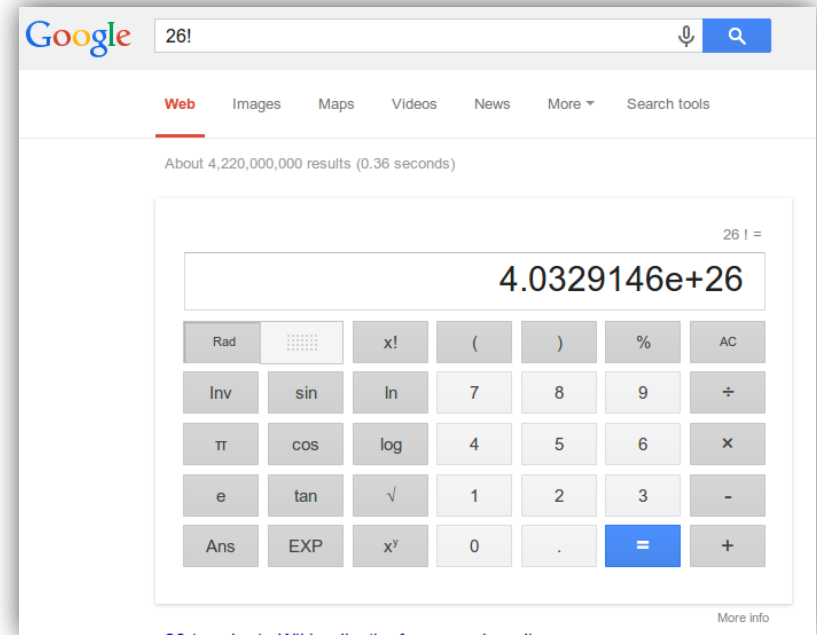 Google 26!
Web Images Maps Videos News More Search tools
About 4,220,000,000 results (0.36 seconds)
26 ! =
4.0329146e+26
Rad x! ( ) % AC
Inv sin ln 7 8 9 ÷
π cos log 4 5 6 ×
e tan √ 1 2 3 -
Ans EXP xʸ 0 . = +
More info